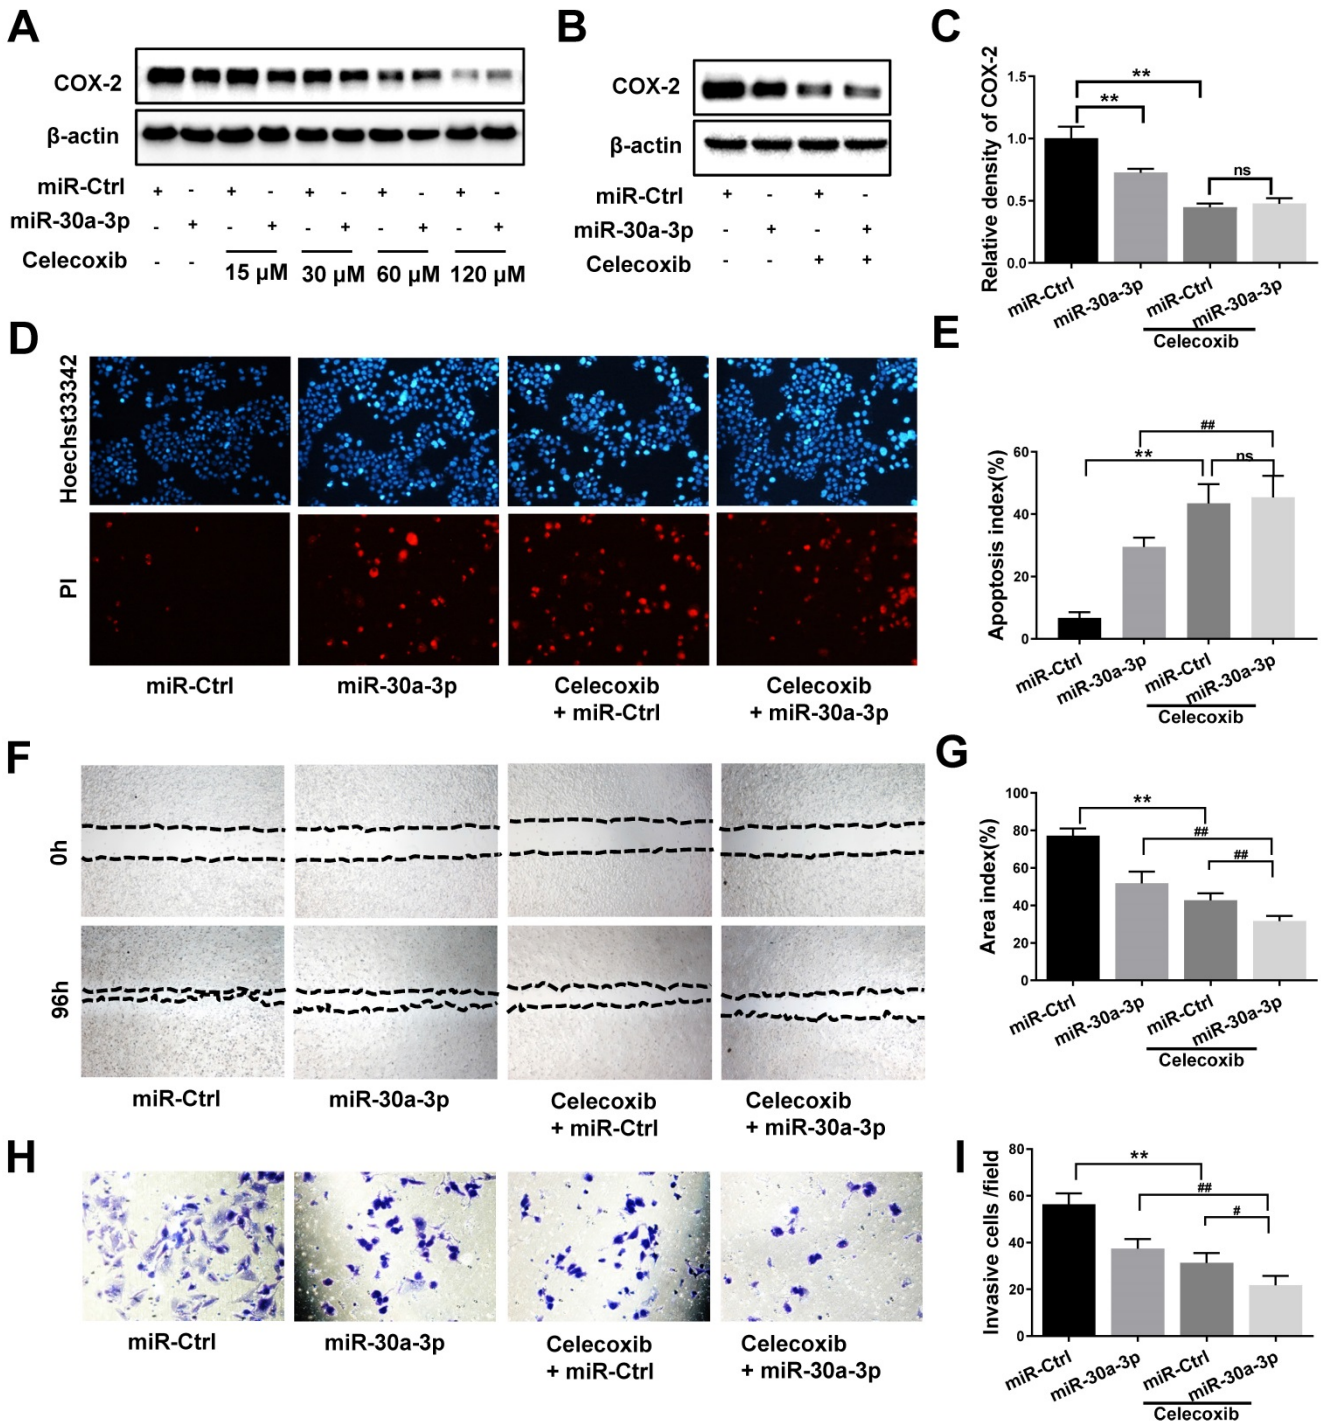 A
COX-2
β-actin
miR-Ctrl + - + - + - + - + -
miR-30a-3p - + - + - + - + - +
Celecoxib - - 15 μM 30 μM 60 μM 120 μM
B
COX-2
β-actin
miR-Ctrl + - + -
miR-30a-3p - + - +
Celecoxib - - + +
C
Relative density of COX-2
1.5
1.0
0.5
0.0
**
**
ns
miR-Ctrl
miR-30a-3p
miR-Ctrl
miR-30a-3p
Celecoxib
D
Hoechst33342
PI
miR-Ctrl
miR-30a-3p
Celecoxib
+ miR-Ctrl
Celecoxib
+ miR-30a-3p
E
Apoptosis index(%)
60
40
20
0
##
**
ns
miR-Ctrl
miR-30a-3p
miR-Ctrl
miR-30a-3p
Celecoxib
F
0h
96h
miR-Ctrl
miR-30a-3p
Celecoxib
+ miR-Ctrl
Celecoxib
+ miR-30a-3p
G
Area index(%)
100
80
60
40
20
0
**
##
##
miR-Ctrl
miR-30a-3p
miR-Ctrl
miR-30a-3p
Celecoxib
H
miR-Ctrl
miR-30a-3p
Celecoxib
+ miR-Ctrl
Celecoxib
+ miR-30a-3p
I
Invasive cells /field
80
60
40
20
0
**
##
#
miR-Ctrl
miR-30a-3p
miR-Ctrl
miR-30a-3p
Celecoxib